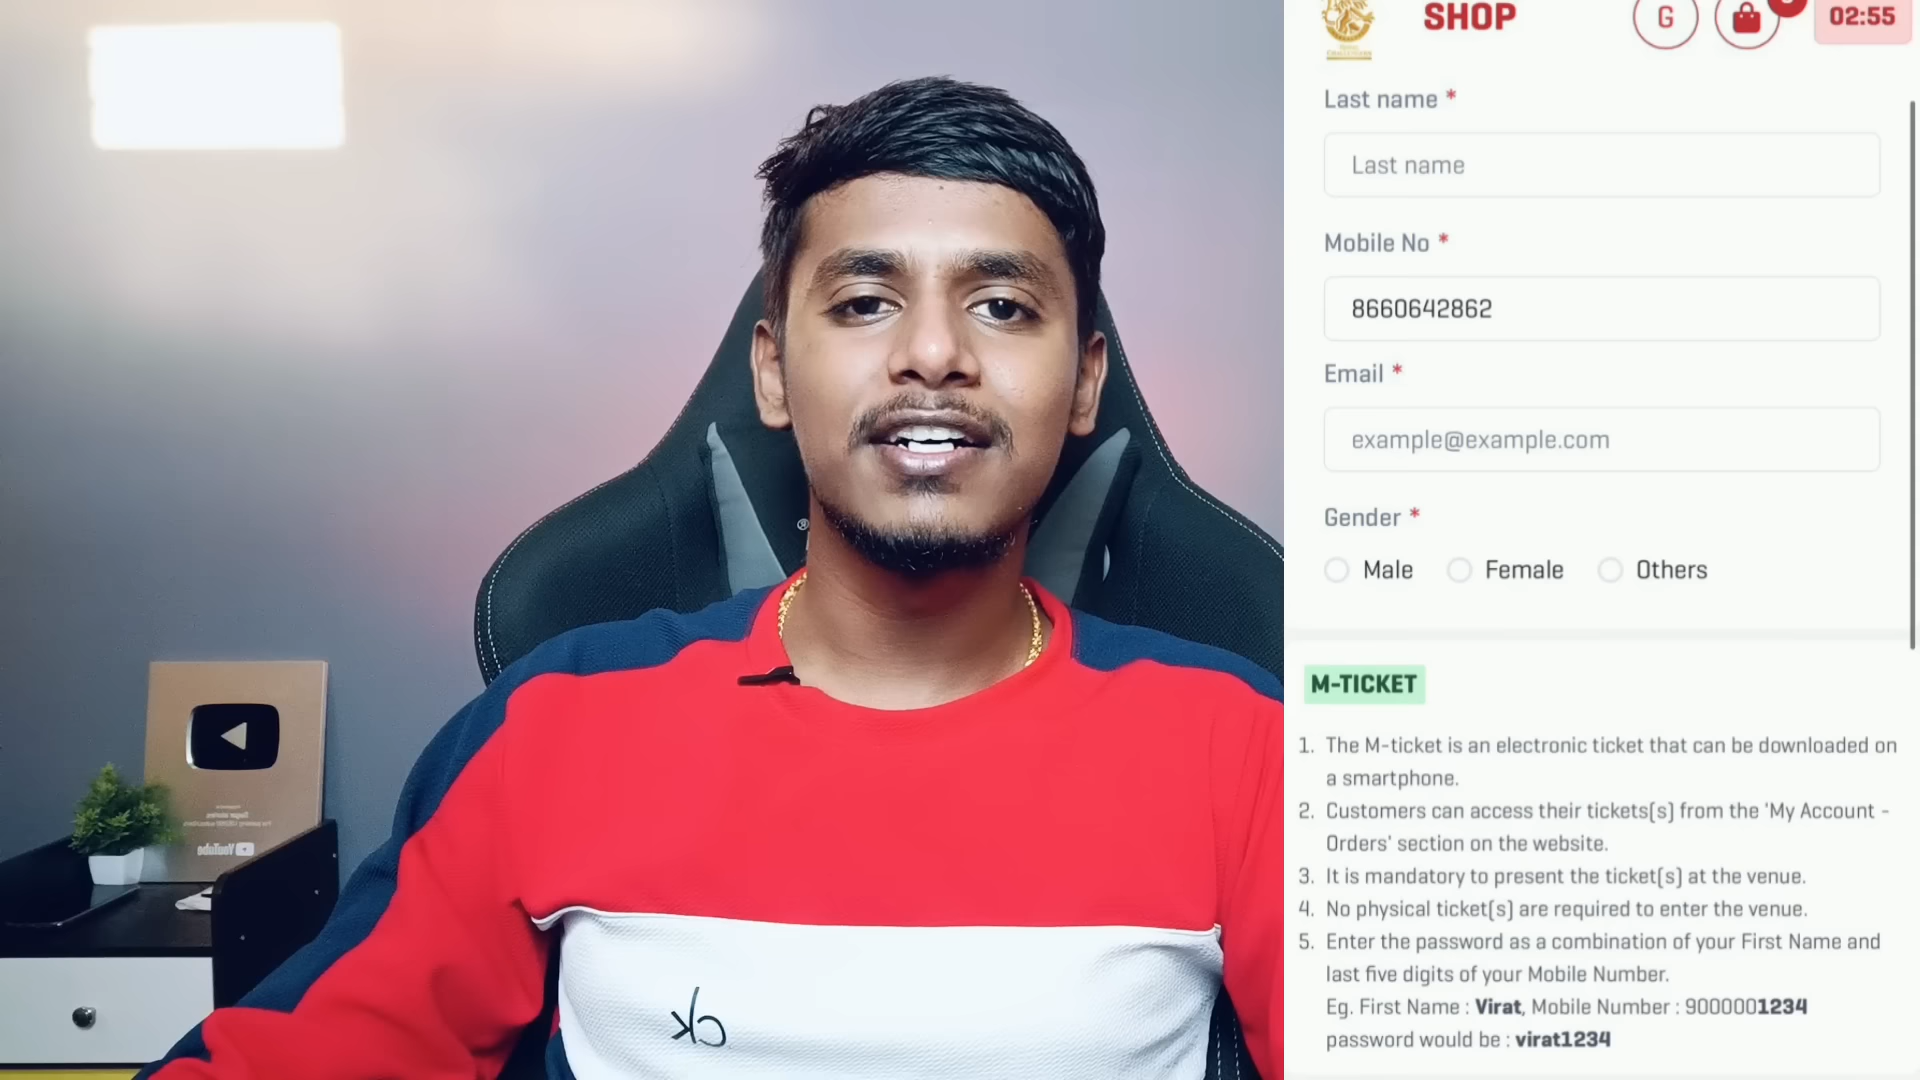 SHOP
G
02:55
Last name *
Last name
Mobile No *
8660642862
Email *
example@example.com
Gender *
Male
Female
Others
M-TICKET
1. The M-ticket is an electronic ticket that can be downloaded on
a smartphone.
2. Customers can access their tickets(s) from the 'My Account -
Orders' section on the website.
3. It is mandatory to present the ticket(s) at the venue.
4. No physical ticket(s) are required to enter the venue.
5. Enter the password as a combination of your First Name and
last five digits of your Mobile Number.
Eg. First Name : Virat, Mobile Number : 9000001234
password would be : virat1234
®
YouTube
CK